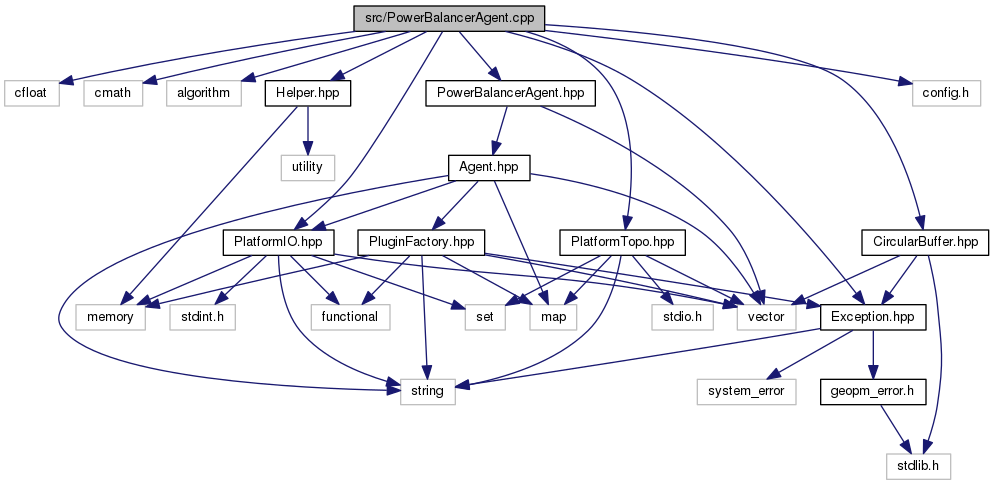 src/PowerBalancerAgent.cpp
cfloat
cmath
algorithm
Helper.hpp
PowerBalancerAgent.hpp
config.h
utility
Agent.hpp
PlatformIO.hpp
PluginFactory.hpp
PlatformTopo.hpp
CircularBuffer.hpp
memory
stdint.h
functional
set
map
stdio.h
vector
Exception.hpp
string
system_error
geopm_error.h
stdlib.h